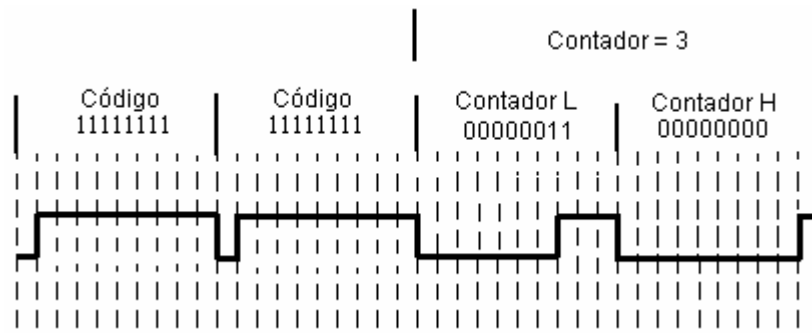 Contador = 3
Código
11111111
Código
11111111
Contador L
00000011
Contador H
00000000